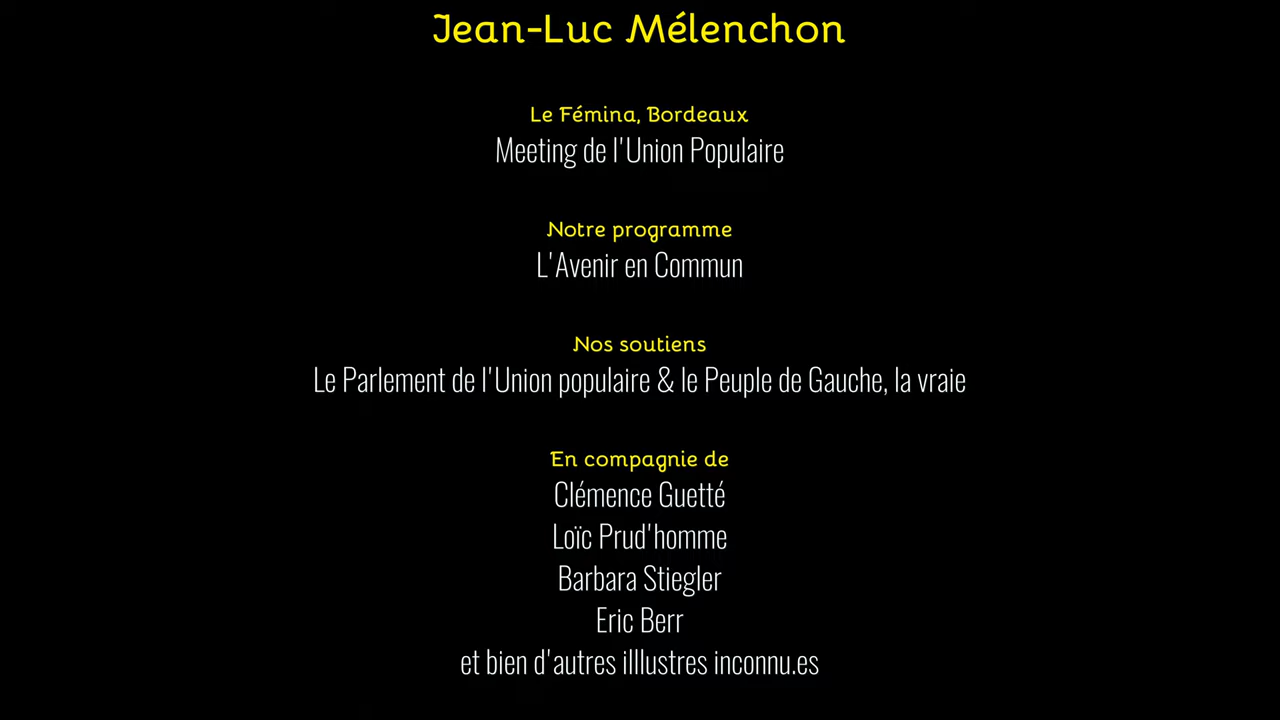 Jean-Luc Mélenchon
Le Fémina, Bordeaux
Meeting de l'Union Populaire
Notre programme
L'Avenir en Commun
Nos soutiens
Le Parlement de l'Union populaire & le Peuple de Gauche, la vraie
En compagnie de
Clémence Guetté
Loïc Prud'homme
Barbara Stiegler
Eric Berr
et bien d'autres illlustres inconnu.es